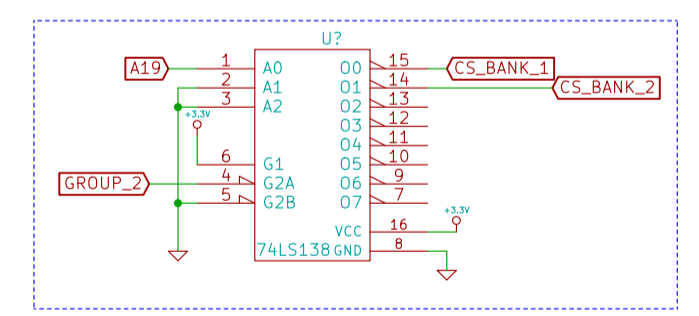 U?
A19 1 A0 O0 15 CS_BANK_1
2 A1 O1 14 CS_BANK_2
3 A2 O2 13
+3.3V O3 12
O4 11
6 G1 O5 10
GROUP_2 4 G2A O6 9
5 G2B O7 7
+3.3V
VCC 16
74LS138 GND 8